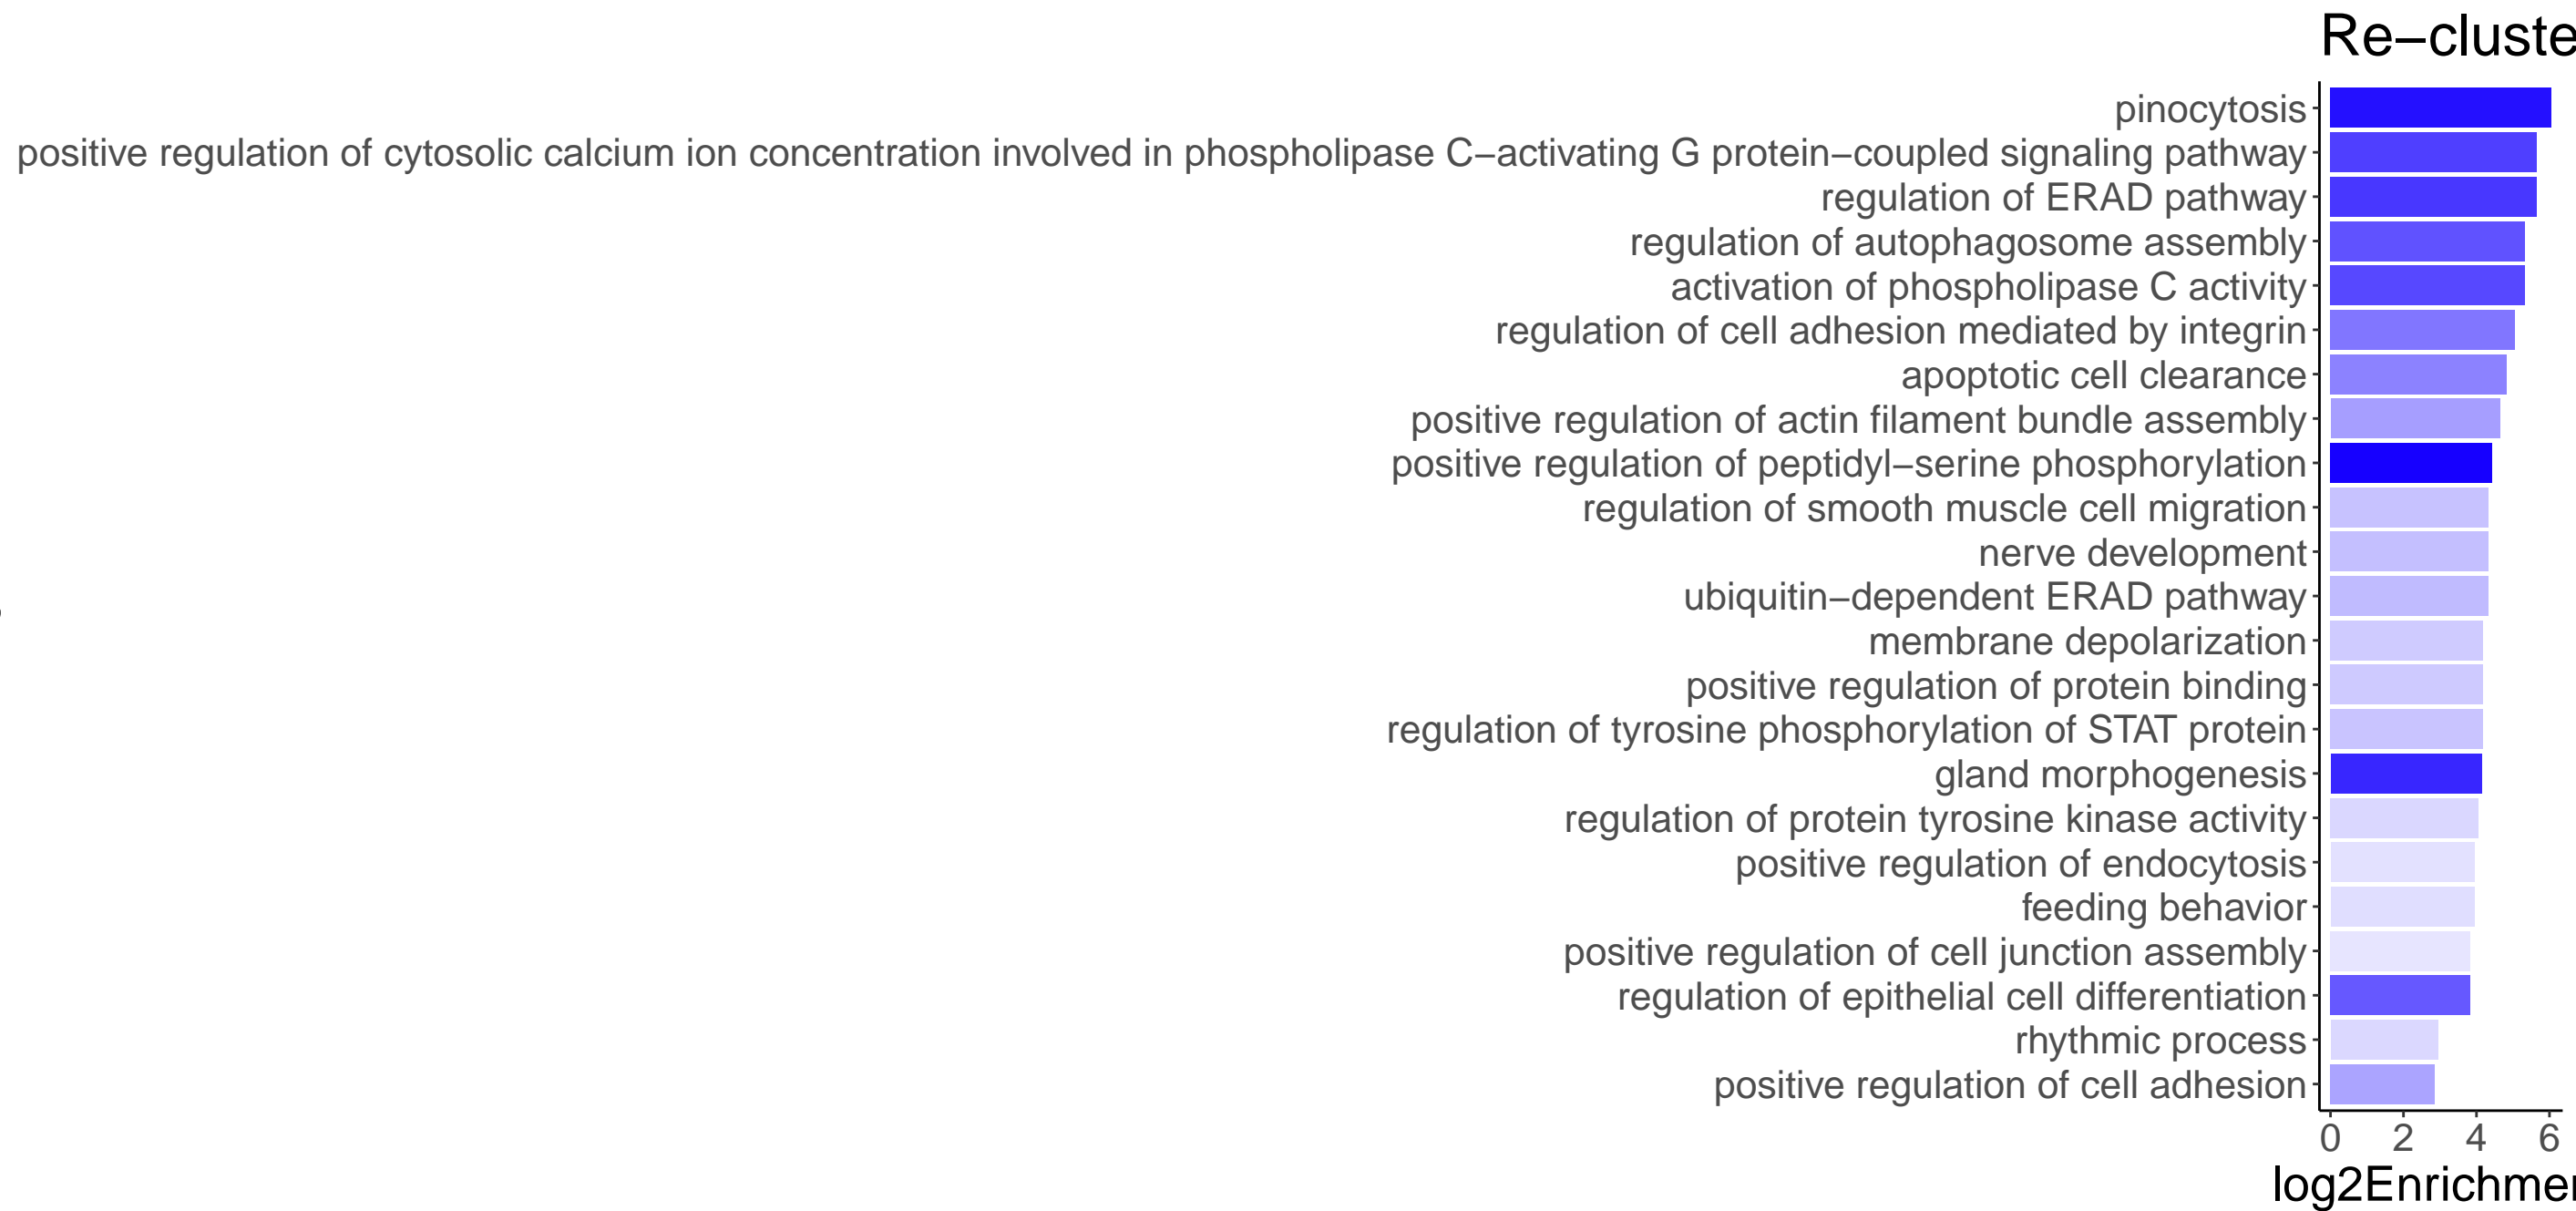 Re−cluste
pinocytosis
positive regulation of cytosolic calcium ion concentration involved in phospholipase C−activating G protein−coupled signaling pathway
regulation of ERAD pathway
regulation of autophagosome assembly
activation of phospholipase C activity
regulation of cell adhesion mediated by integrin
apoptotic cell clearance
positive regulation of actin filament bundle assembly
positive regulation of peptidyl−serine phosphorylation
regulation of smooth muscle cell migration
nerve development
ubiquitin−dependent ERAD pathway
membrane depolarization
positive regulation of protein binding
regulation of tyrosine phosphorylation of STAT protein
gland morphogenesis
regulation of protein tyrosine kinase activity
positive regulation of endocytosis
feeding behavior
positive regulation of cell junction assembly
regulation of epithelial cell differentiation
rhythmic process
positive regulation of cell adhesion
0 2 4 6
log2Enrichme